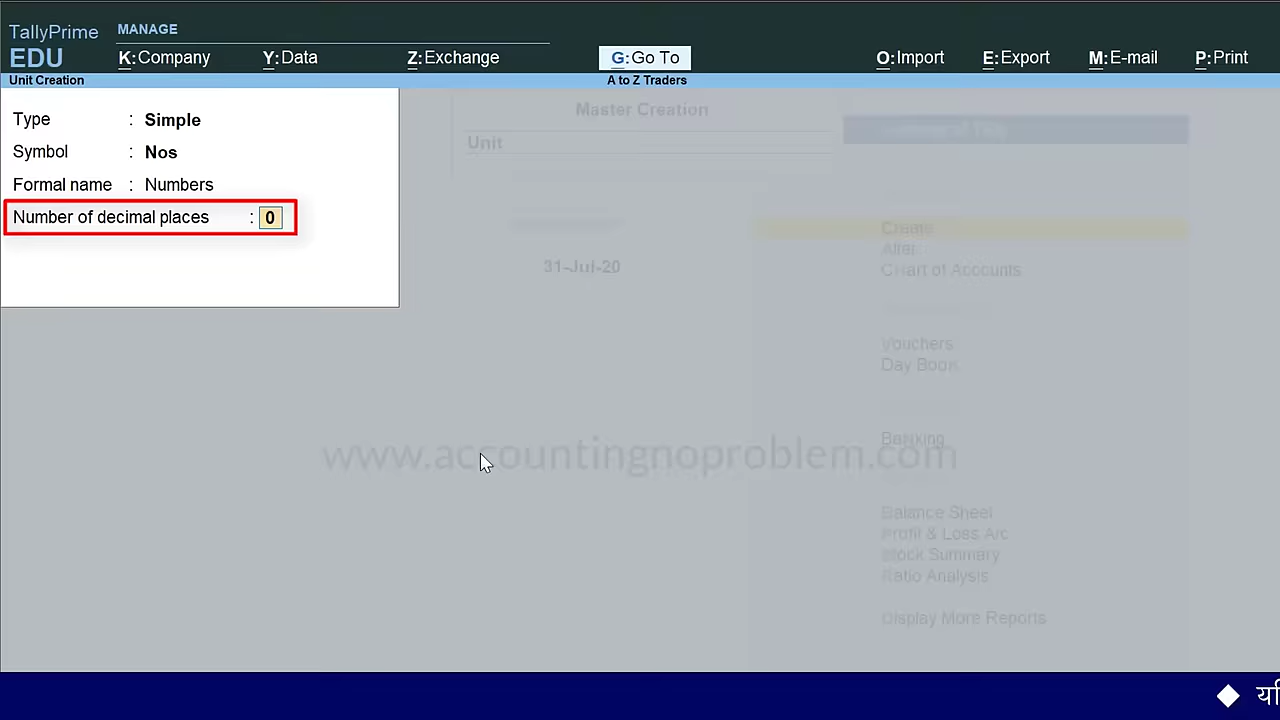 TallyPrime
MANAGE
EDU
K:Company
Y:Data
Z:Exchange
G:Go To
O:Import
E:Export
M:E-mail
P:Print
Unit Creation
A to Z Traders
Type : Simple
Symbol : Nos
Formal name : Numbers
Number of decimal places : 0
Master Creation
Unit
31-Jul-20
Create
Alter
Chart of Accounts
Vouchers
Day Book
Banking
Balance Sheet
Profit & Loss A/c
Stock Summary
Ratio Analysis
Display More Reports
www.accountingnoproblem.com